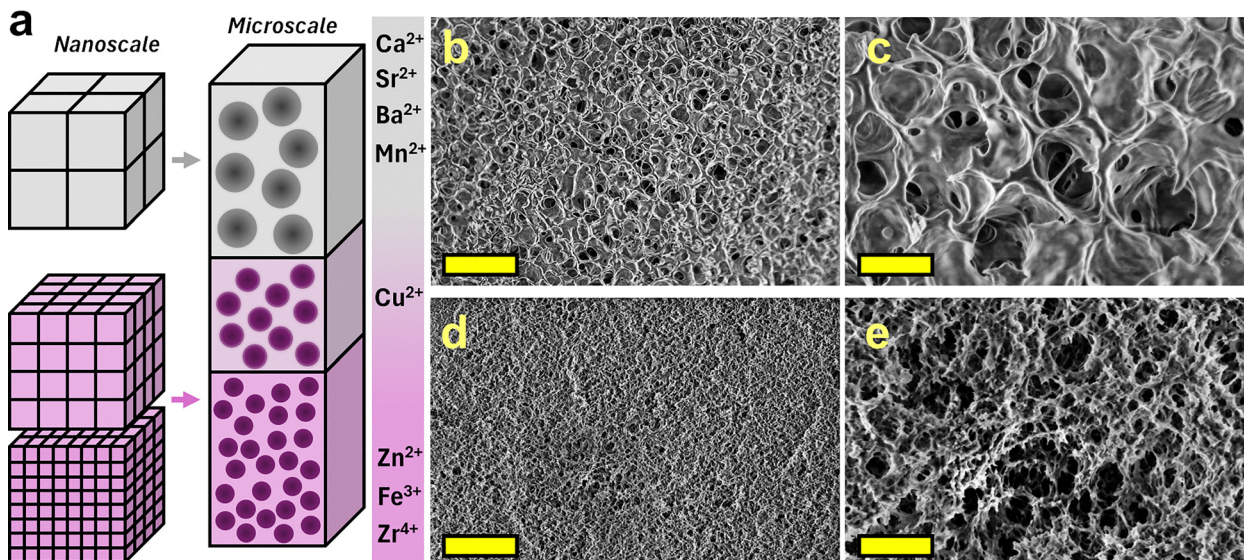 a
Nanoscale
Microscale
Ca²⁺
Sr²⁺
Ba²⁺
Mn²⁺
Cu²⁺
Zn²⁺
Fe³⁺
Zr⁴⁺
b
c
d
e